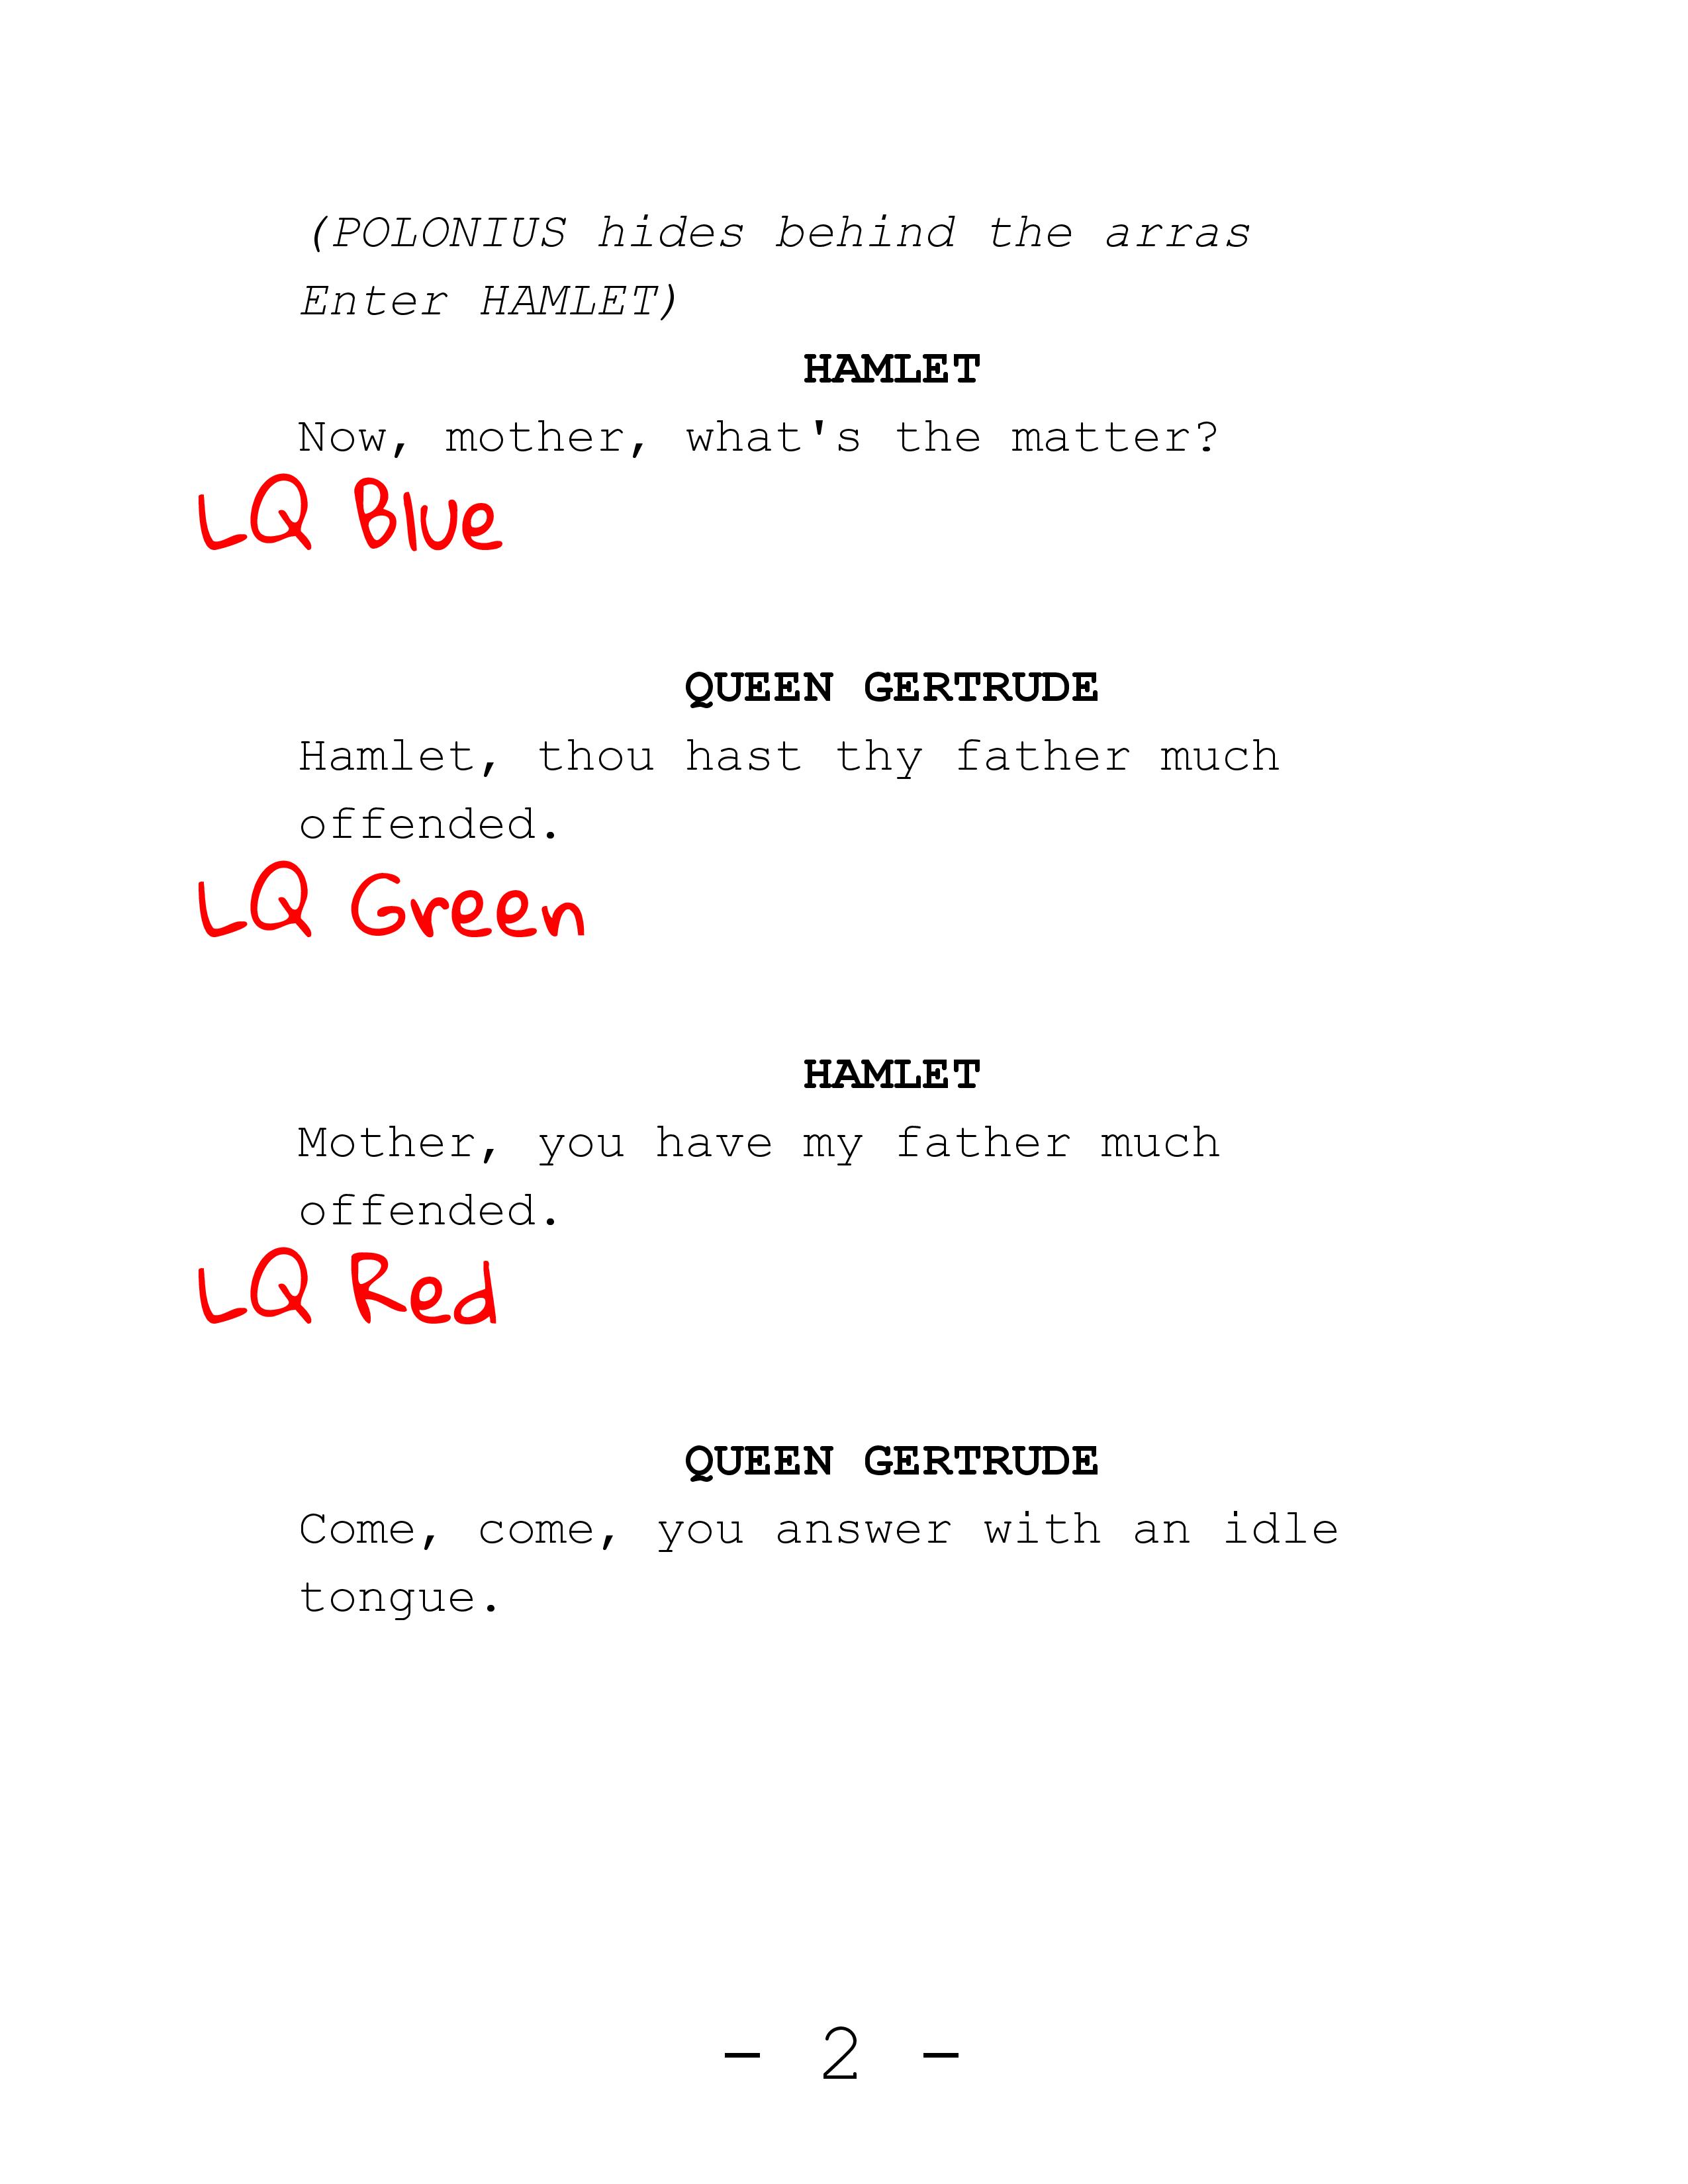 (POLONIUS hides behind the arras
Enter HAMLET)
HAMLET
Now, mother, what's the matter?
LQ Blue
QUEEN GERTRUDE
Hamlet, thou hast thy father much
offended.
LQ Green
HAMLET
Mother, you have my father much
offended.
LQ Red
QUEEN GERTRUDE
Come, come, you answer with an idle
tongue.
- 2 -